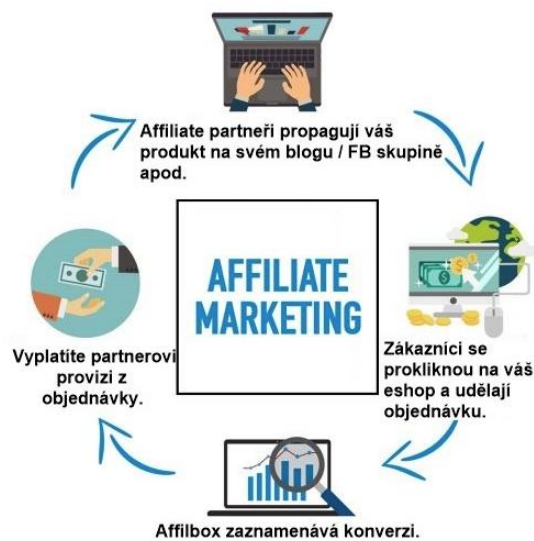 Affiliate partneři propagují váš
produkt na svém blogu / FB skupině
apod.
AFFILIATE
MARKETING
Zákazníci se
prokliknou na váš
eshop a udělají
objednávku.
Affilbox zaznamenává konverzi.
Vyplatíte partnerovi
provizi z
objednávky.